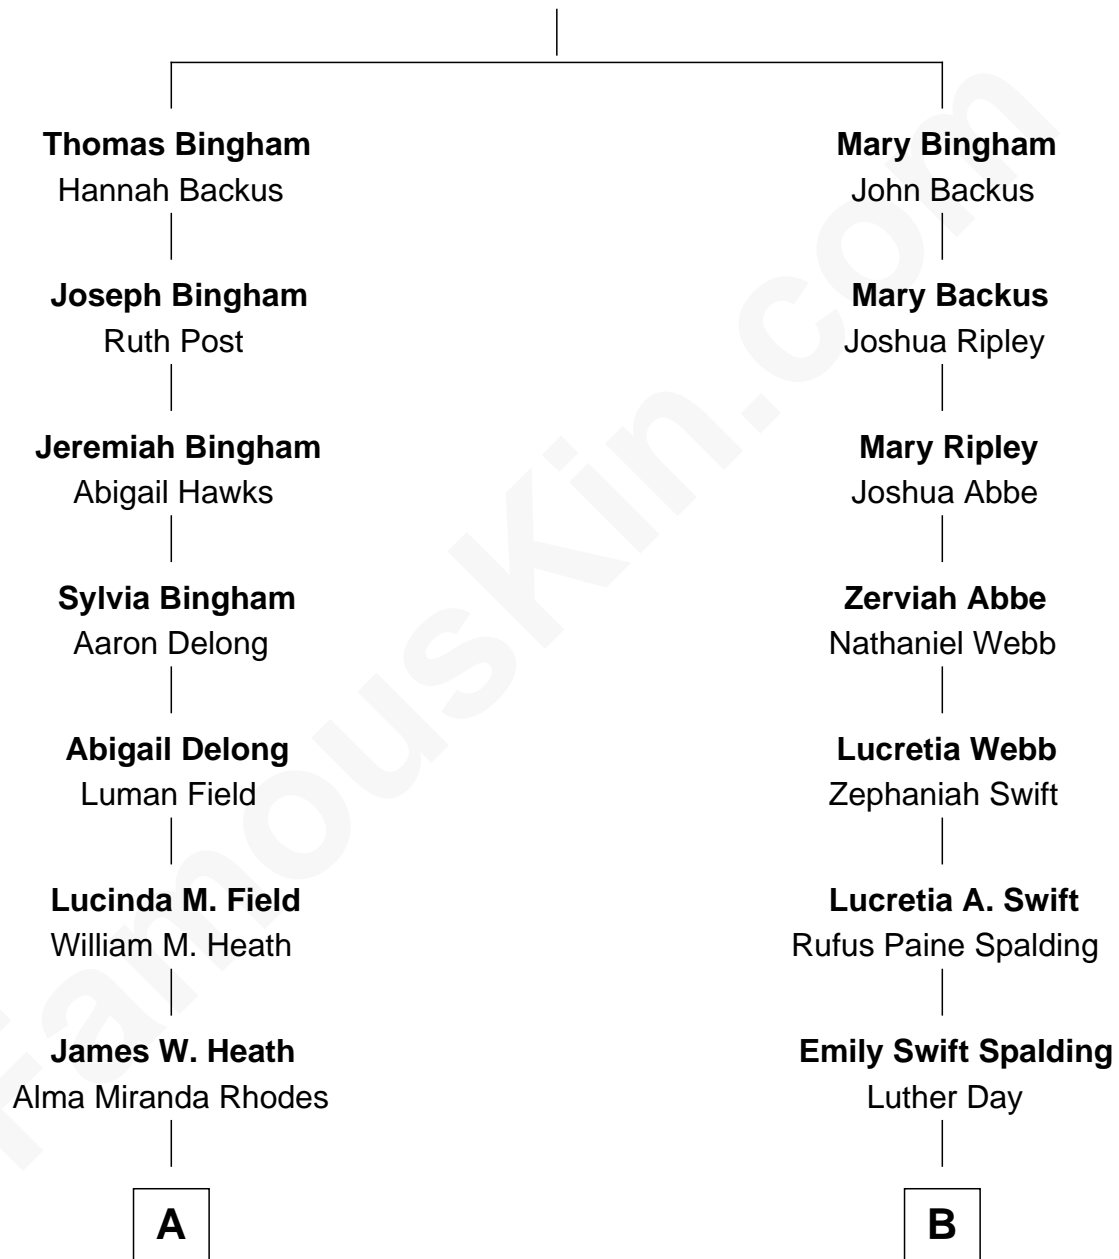 Thomas Bingham
Hannah Backus
Joseph Bingham
Ruth Post
Jeremiah Bingham
Abigail Hawks
Sylvia Bingham
Aaron Delong
Abigail Delong
Luman Field
Lucinda M. Field
William M. Heath
James W. Heath
Alma Miranda Rhodes
A
Mary Bingham
John Backus
Mary Backus
Joshua Ripley
Mary Ripley
Joshua Abbe
Zerviah Abbe
Nathaniel Webb
Lucretia Webb
Zephaniah Swift
Lucretia A. Swift
Rufus Paine Spalding
Emily Swift Spalding
Luther Day
B
FamousKin.com